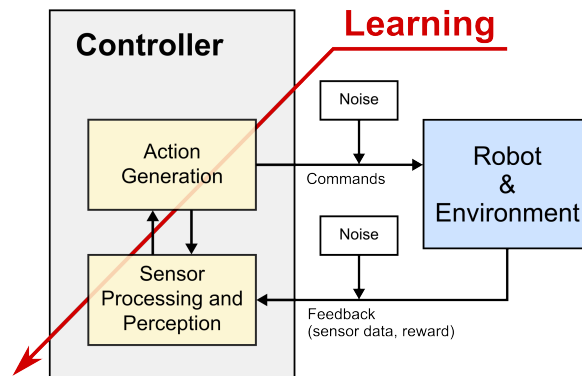 Learning
Controller
Noise
Action
Generation
Commands
Robot
&
Environment
Noise
Sensor
Processing and
Perception
Feedback
(sensor data, reward)